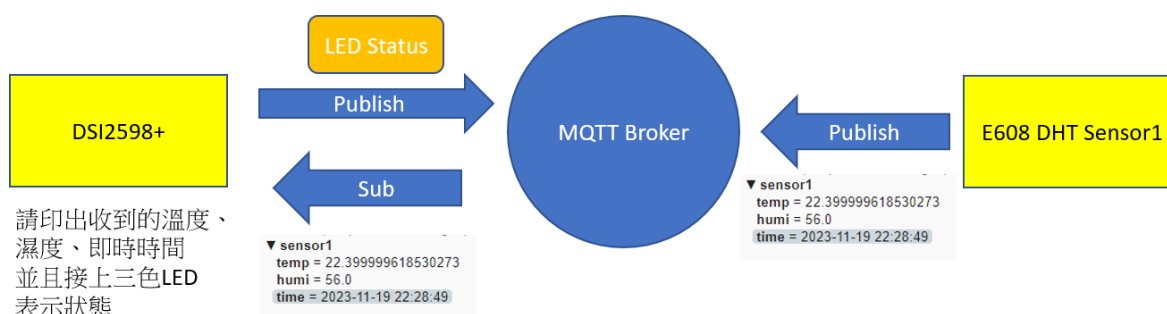 LED Status
DSI2598+
Publish
Sub
請印出收到的溫度、
濕度、即時時間
並且接上三色LED
表示狀態
▼ sensor1
temp = 22.399999618530273
humi = 56.0
time = 2023-11-19 22:28:49
MQTT Broker
Publish
E608 DHT Sensor1
▼ sensor1
temp = 22.399999618530273
humi = 56.0
time = 2023-11-19 22:28:49